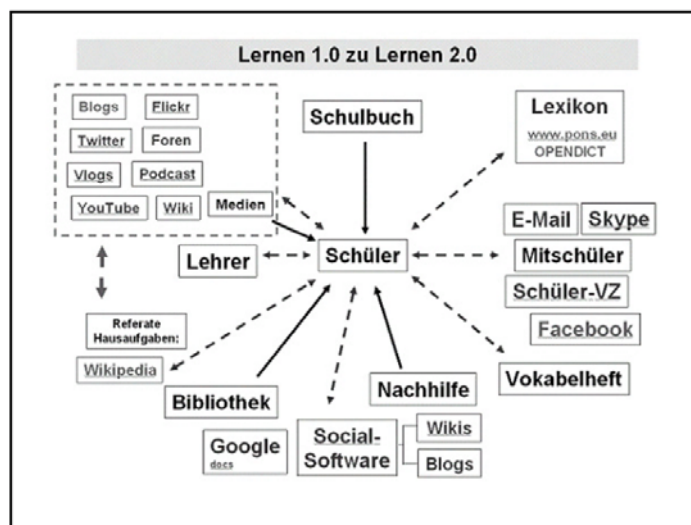 Lernen 1.0 zu Lernen 2.0
Blogs
Flickr
Twitter
Foren
Vlogs
Podcast
YouTube
Wiki
Medien
Schulbuch
Lexikon
www.pons.eu
OPENDICT
Lehrer
Schüler
E-Mail
Skype
Mitschüler
Schüler-VZ
Facebook
Referate
Hausaufgaben:
Wikipedia
Bibliothek
Nachhilfe
Vokabelheft
Google
docs
Social-
Software
Wikis
Blogs